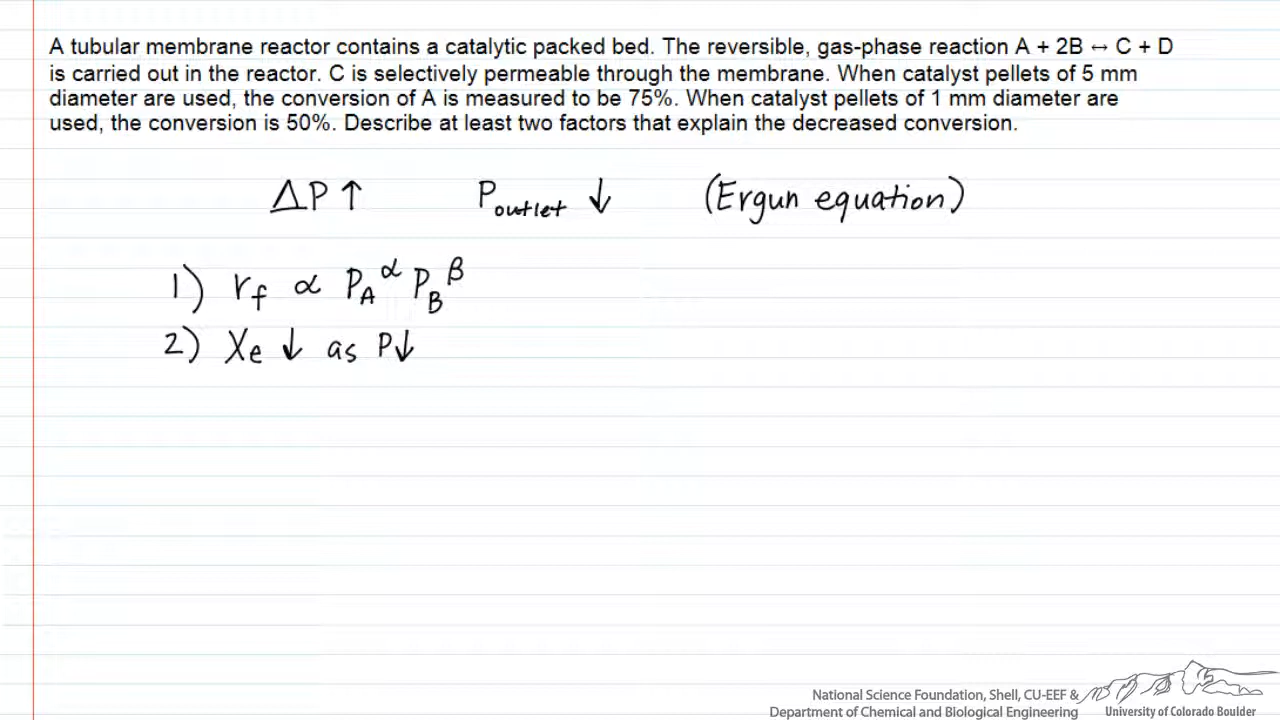 A tubular membrane reactor contains a catalytic packed bed. The reversible, gas-phase reaction A + 2B ↔ C + D
is carried out in the reactor. C is selectively permeable through the membrane. When catalyst pellets of 5 mm
diameter are used, the conversion of A is measured to be 75%. When catalyst pellets of 1 mm diameter are
used, the conversion is 50%. Describe at least two factors that explain the decreased conversion.
ΔP ↑ P_outlet ↓ (Ergun equation)
1) r_f ∝ P_A^α P_B^β
2) X_e ↓ as P↓
National Science Foundation, Shell, CU-EEF &
Department of Chemical and Biological Engineering University of Colorado Boulder